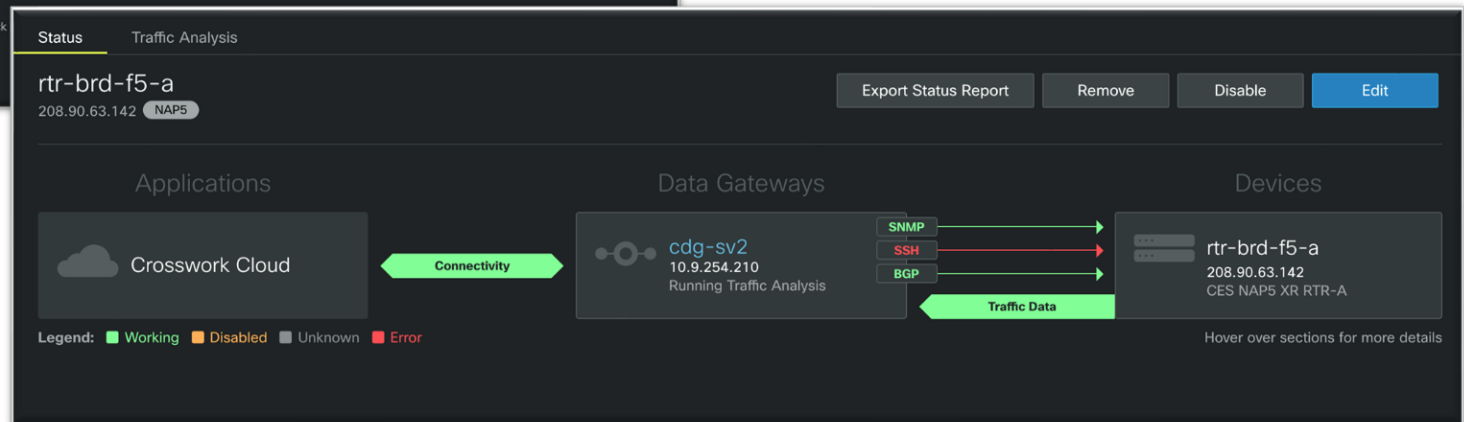 Status Traffic Analysis
rtr-brd-f5-a
208.90.63.142 NAP5
Export Status Report Remove Disable Edit
Applications Data Gateways Devices
Crosswork Cloud
Connectivity
cdg-sv2
10.9.254.210
Running Traffic Analysis
SNMP
SSH
BGP
Traffic Data
rtr-brd-f5-a
208.90.63.142
CES NAP5 XR RTR-A
Legend: Working Disabled Unknown Error
Hover over sections for more details